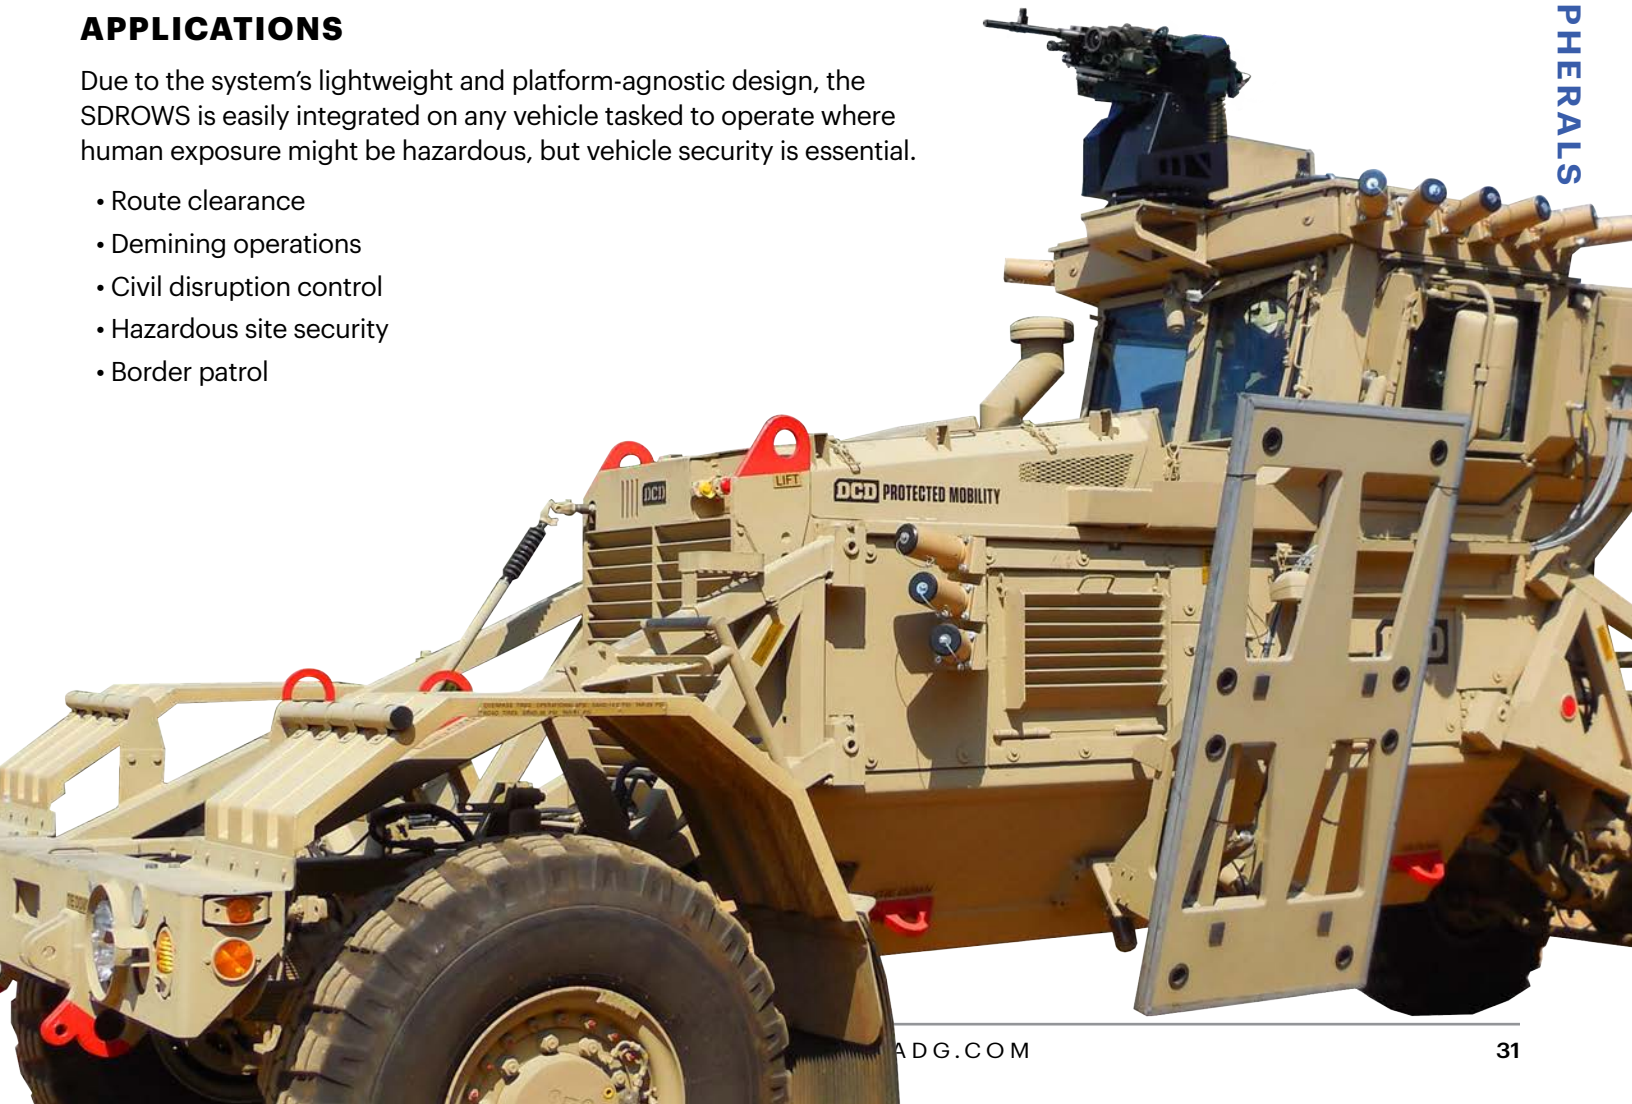 APPLICATIONS
Due to the system's lightweight and platform-agnostic design, the
SDROWS is easily integrated on any vehicle tasked to operate where
human exposure might be hazardous, but vehicle security is essential.
• Route clearance
• Demining operations
• Civil disruption control
• Hazardous site security
• Border patrol
PHERALS
LIFT
DCD
DCD PROTECTED MOBILITY
ADG.COM
31